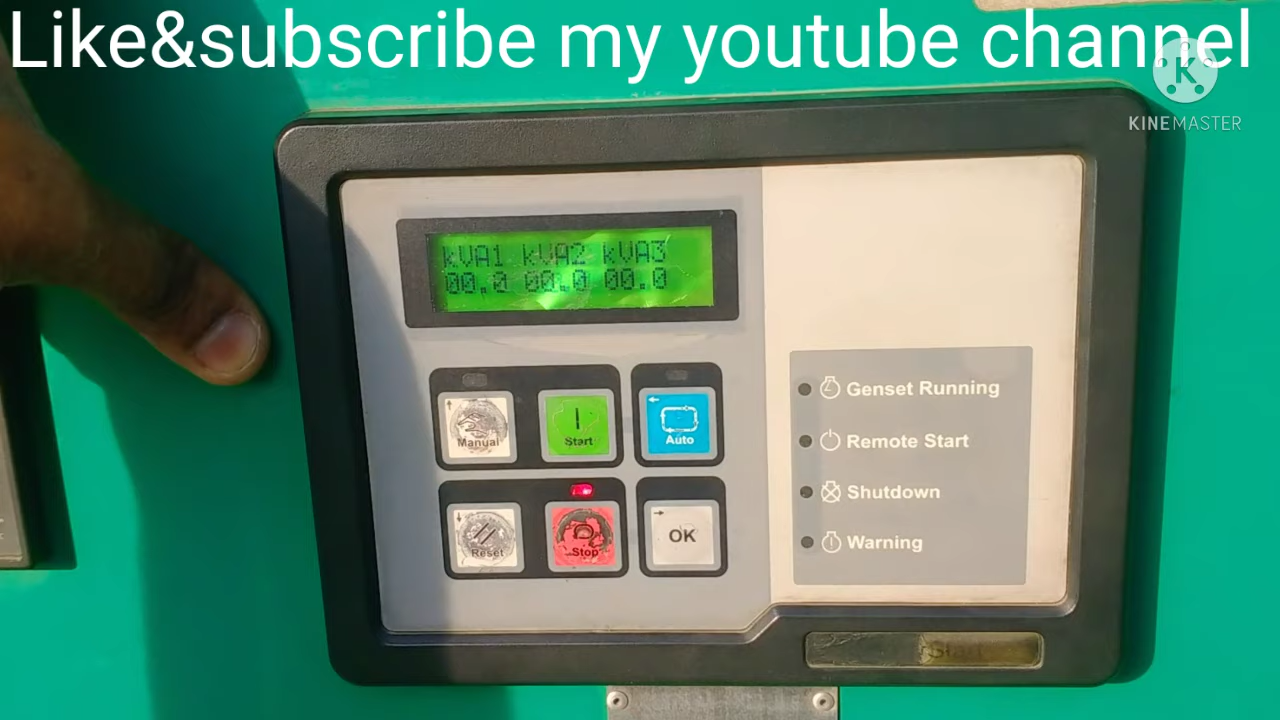 Like&subscribe my youtube channel
K
KINEMASTER
kVA1 kVA2 kVA3
00.0 00.0 00.0
Manual
Start
Auto
Reset
Stop
OK
Genset Running
Remote Start
Shutdown
Warning